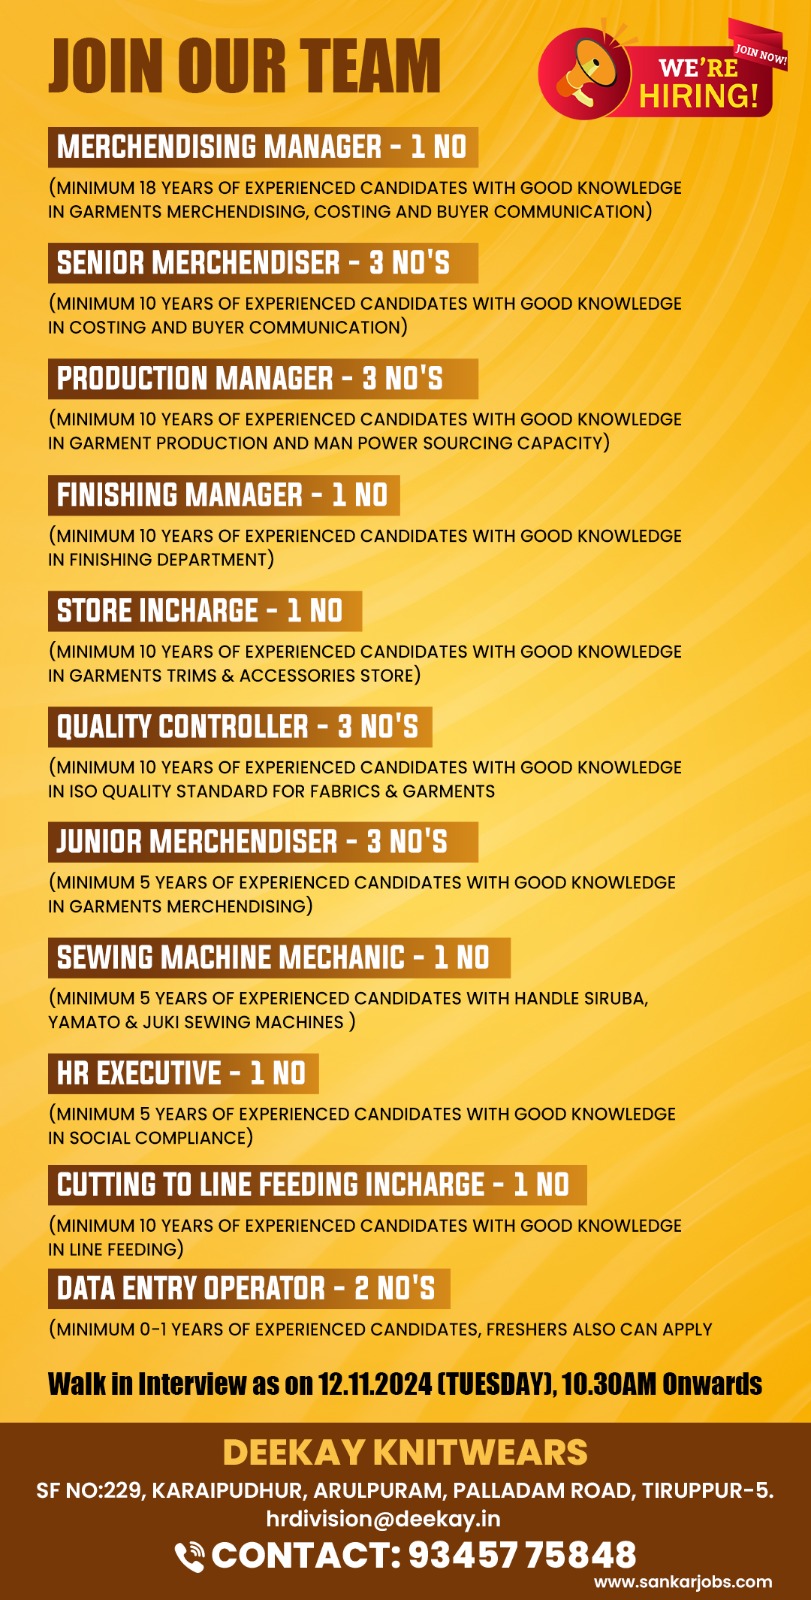 JOIN OUR TEAM
JOIN NOW!
WE'RE
HIRING!
MERCHENDISING MANAGER - 1 NO
(MINIMUM 18 YEARS OF EXPERIENCED CANDIDATES WITH GOOD KNOWLEDGE
IN GARMENTS MERCHENDISING, COSTING AND BUYER COMMUNICATION)
SENIOR MERCHENDISER - 3 NO'S
(MINIMUM 10 YEARS OF EXPERIENCED CANDIDATES WITH GOOD KNOWLEDGE
IN COSTING AND BUYER COMMUNICATION)
PRODUCTION MANAGER - 3 NO'S
(MINIMUM 10 YEARS OF EXPERIENCED CANDIDATES WITH GOOD KNOWLEDGE
IN GARMENT PRODUCTION AND MAN POWER SOURCING CAPACITY)
FINISHING MANAGER - 1 NO
(MINIMUM 10 YEARS OF EXPERIENCED CANDIDATES WITH GOOD KNOWLEDGE
IN FINISHING DEPARTMENT)
STORE INCHARGE - 1 NO
(MINIMUM 10 YEARS OF EXPERIENCED CANDIDATES WITH GOOD KNOWLEDGE
IN GARMENTS TRIMS & ACCESSORIES STORE)
QUALITY CONTROLLER - 3 NO'S
(MINIMUM 10 YEARS OF EXPERIENCED CANDIDATES WITH GOOD KNOWLEDGE
IN ISO QUALITY STANDARD FOR FABRICS & GARMENTS
JUNIOR MERCHENDISER - 3 NO'S
(MINIMUM 5 YEARS OF EXPERIENCED CANDIDATES WITH GOOD KNOWLEDGE
IN GARMENTS MERCHENDISING)
SEWING MACHINE MECHANIC - 1 NO
(MINIMUM 5 YEARS OF EXPERIENCED CANDIDATES WITH HANDLE SIRUBA,
YAMATO & JUKI SEWING MACHINES )
HR EXECUTIVE - 1 NO
(MINIMUM 5 YEARS OF EXPERIENCED CANDIDATES WITH GOOD KNOWLEDGE
IN SOCIAL COMPLIANCE)
CUTTING TO LINE FEEDING INCHARGE - 1 NO
(MINIMUM 10 YEARS OF EXPERIENCED CANDIDATES WITH GOOD KNOWLEDGE
IN LINE FEEDING)
DATA ENTRY OPERATOR - 2 NO'S
(MINIMUM 0-1 YEARS OF EXPERIENCED CANDIDATES, FRESHERS ALSO CAN APPLY
Walk in Interview as on 12.11.2024 (TUESDAY), 10.30AM Onwards
DEEKAY KNITWEARS
SF NO:229, KARAIPUDHUR, ARULPURAM, PALLADAM ROAD, TIRUPPUR-5.
hrdivision@deekay.in
CONTACT: 93457 75848
www.sankarjobs.com